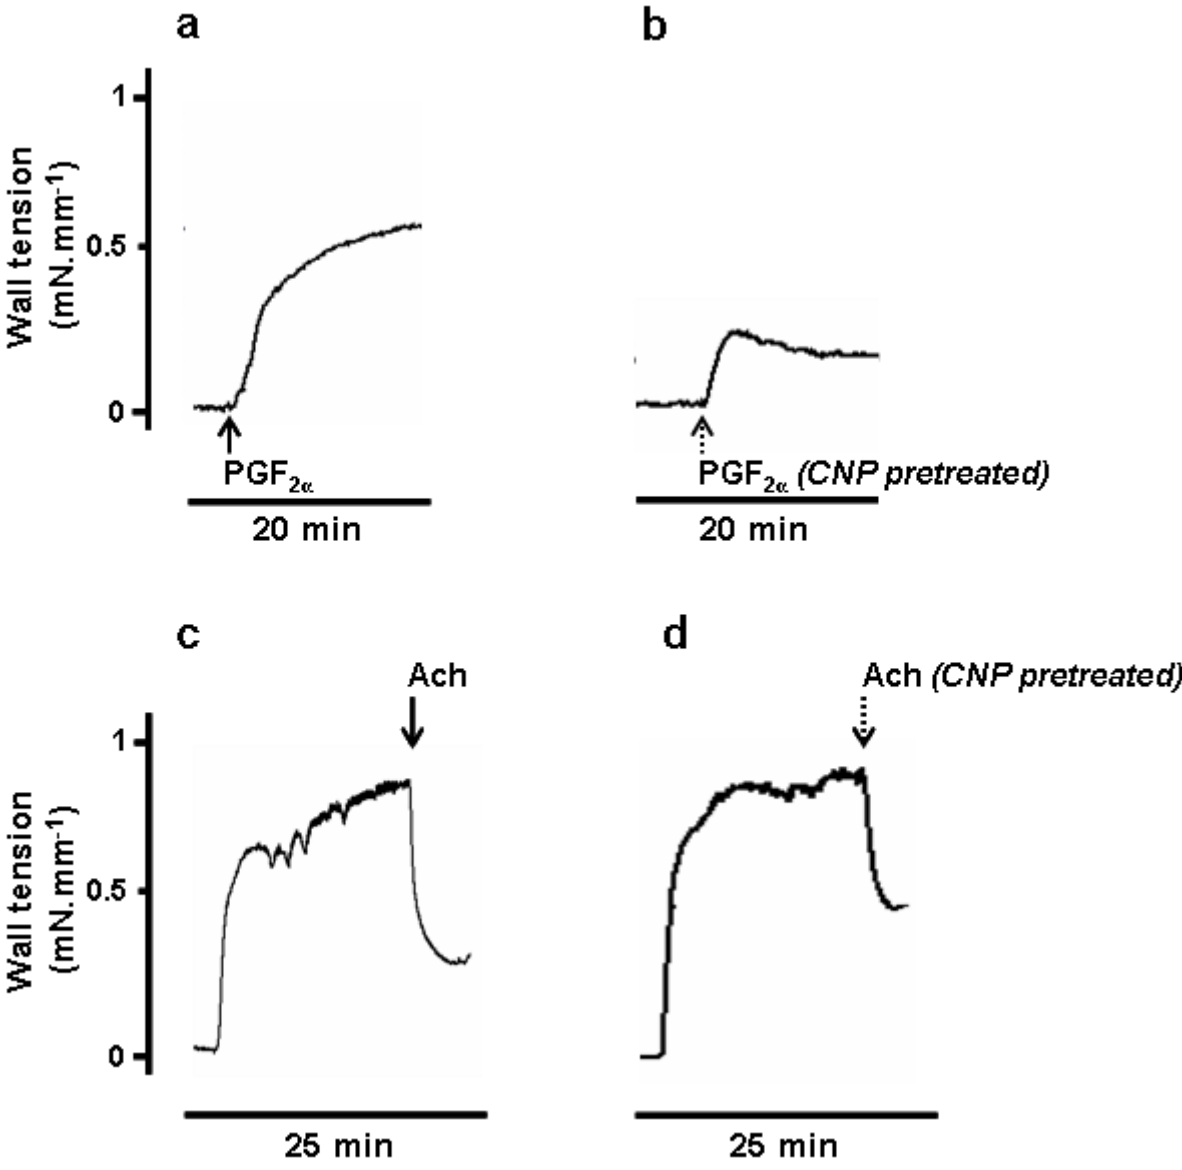 a
b
Wall tension
(mN.mm⁻¹)
1
0.5
0
PGF₂α
PGF₂α (CNP pretreated)
20 min
20 min
c
d
Ach
Ach (CNP pretreated)
Wall tension
(mN.mm⁻¹)
1
0.5
0
25 min
25 min